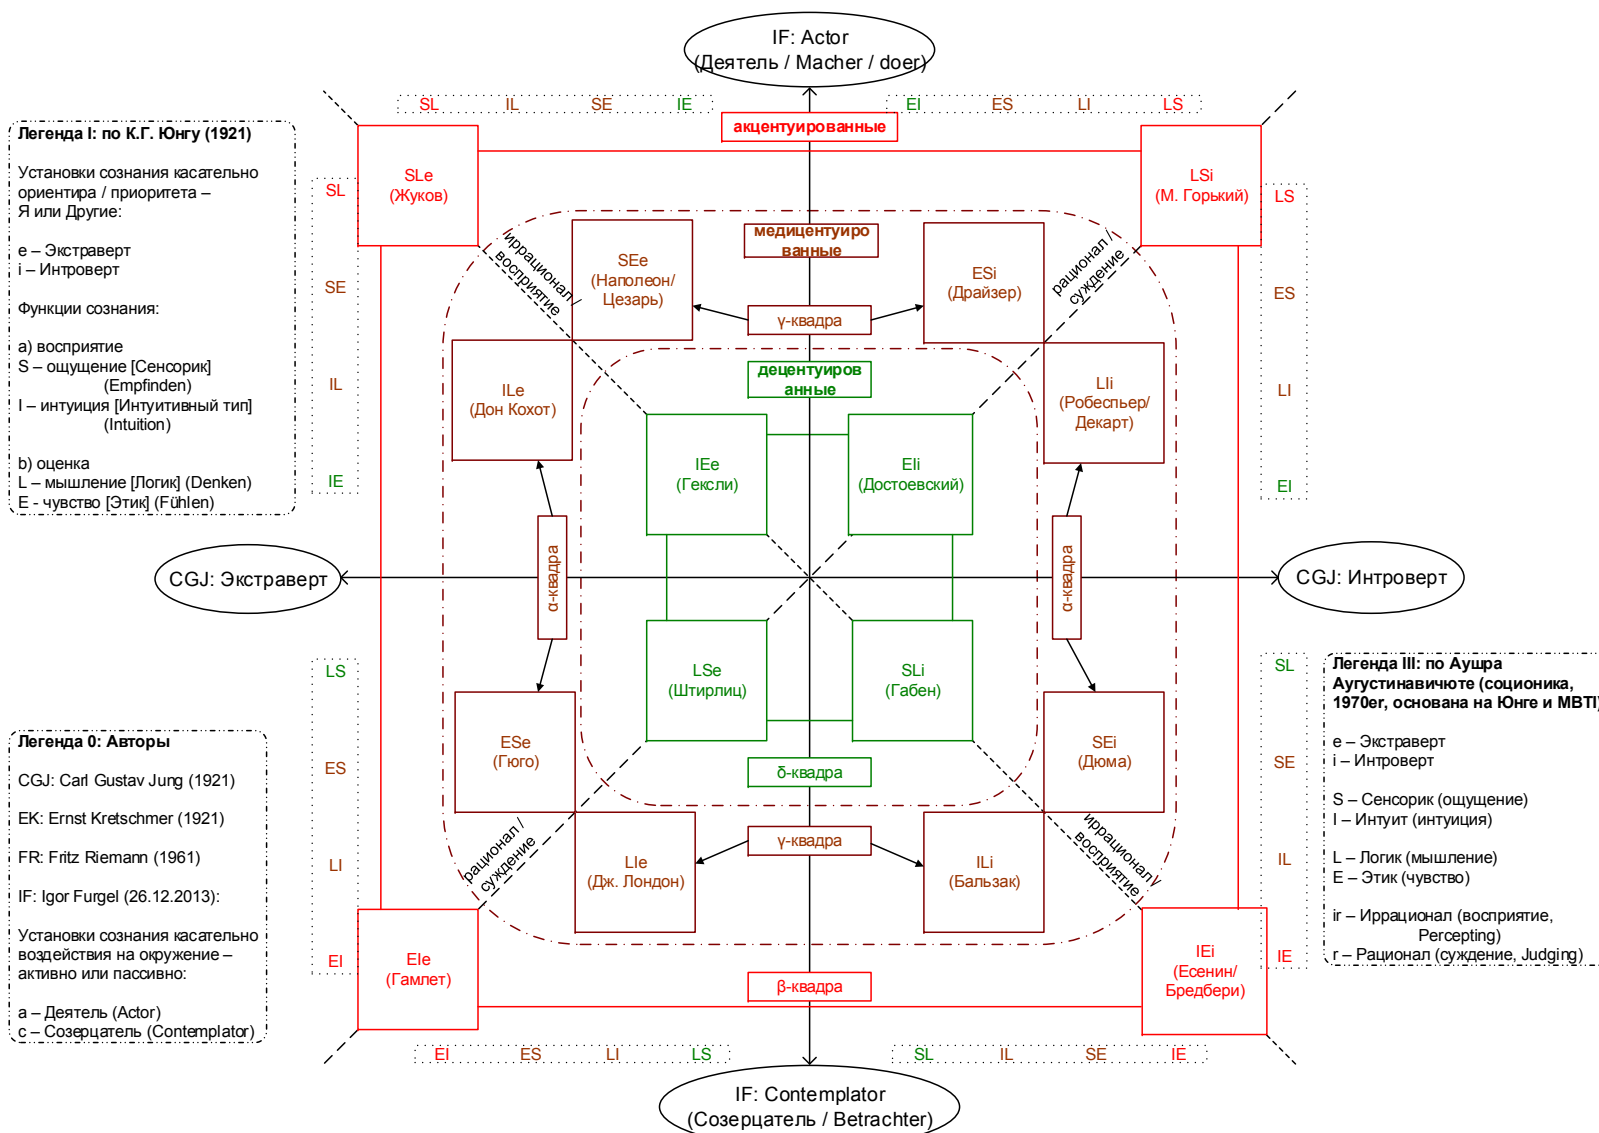 IF: Actor
(Деятель / Macher / doer)
SL IL SE IE
EI ES LI LS
акцентуированные
Легенда I: по К.Г. Юнгу (1921)
Установки сознания касательно
ориентира / приоритета –
Я или Другие:
e – Экстраверт
i – Интроверт
Функции сознания:
a) восприятие
S – ощущение [Сенсорик]
(Empfinden)
I – интуиция [Интуитивный тип]
(Intuition)
b) оценка
L – мышление [Логик] (Denken)
E - чувство [Этик] (Fühlen)
SL
SE
IL
IE
SLe
(Жуков)
LSi
(М. Горький)
LS
ES
LI
EI
иррационал /
восприятие
SEe
(Наполеон/
Цезарь)
медицентуиро
ванные
ESi
(Драйзер)
рационал /
суждение
γ-квадра
ILe
(Дон Кохот)
децентуиров
анные
LIi
(Робеспьер/
Декарт)
IEe
(Гексли)
EIi
(Достоевский)
α-квадра
α-квадра
CGJ: Экстраверт
CGJ: Интроверт
LSe
(Штирлиц)
SLi
(Габен)
LS
ES
LI
EI
ESe
(Гюго)
SEi
(Дюма)
δ-квадра
SL
SE
IL
IE
Легенда III: по Аушра
Аугустинавичюте (соционика,
1970er, основана на Юнге и MBTI)
e – Экстраверт
i – Интроверт
S – Сенсорик (ощущение)
I – Интуит (интуиция)
L – Логик (мышление)
E – Этик (чувство)
ir – Иррационал (восприятие,
Percepting)
r – Рационал (суждение, Judging)
Легенда 0: Авторы
CGJ: Carl Gustav Jung (1921)
EK: Ernst Kretschmer (1921)
FR: Fritz Riemann (1961)
IF: Igor Furgel (26.12.2013):
Установки сознания касательно
воздействия на окружение –
активно или пассивно:
a – Деятель (Actor)
c – Созерцатель (Contemplator)
рационал /
суждение
LIe
(Дж. Лондон)
γ-квадра
ILi
(Бальзак)
иррационал /
восприятие
EIe
(Гамлет)
β-квадра
IEi
(Есенин/
Бредбери)
EI ES LI LS
SL IL SE IE
IF: Contemplator
(Созерцатель / Betrachter)